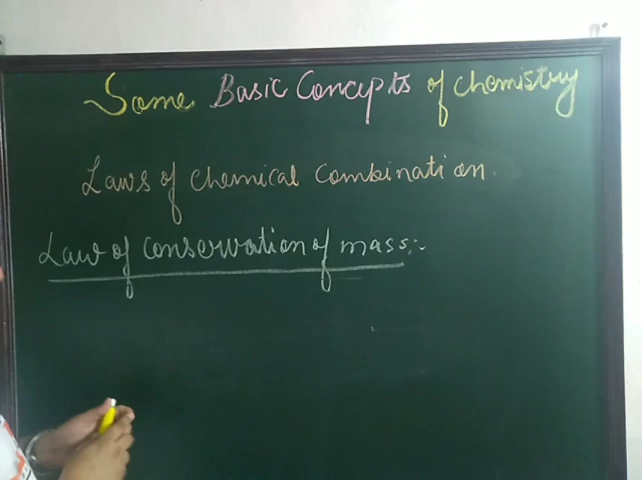 Some Basic Concepts of Chemistry
Laws of Chemical Combination.
Law of conservation of mass:-